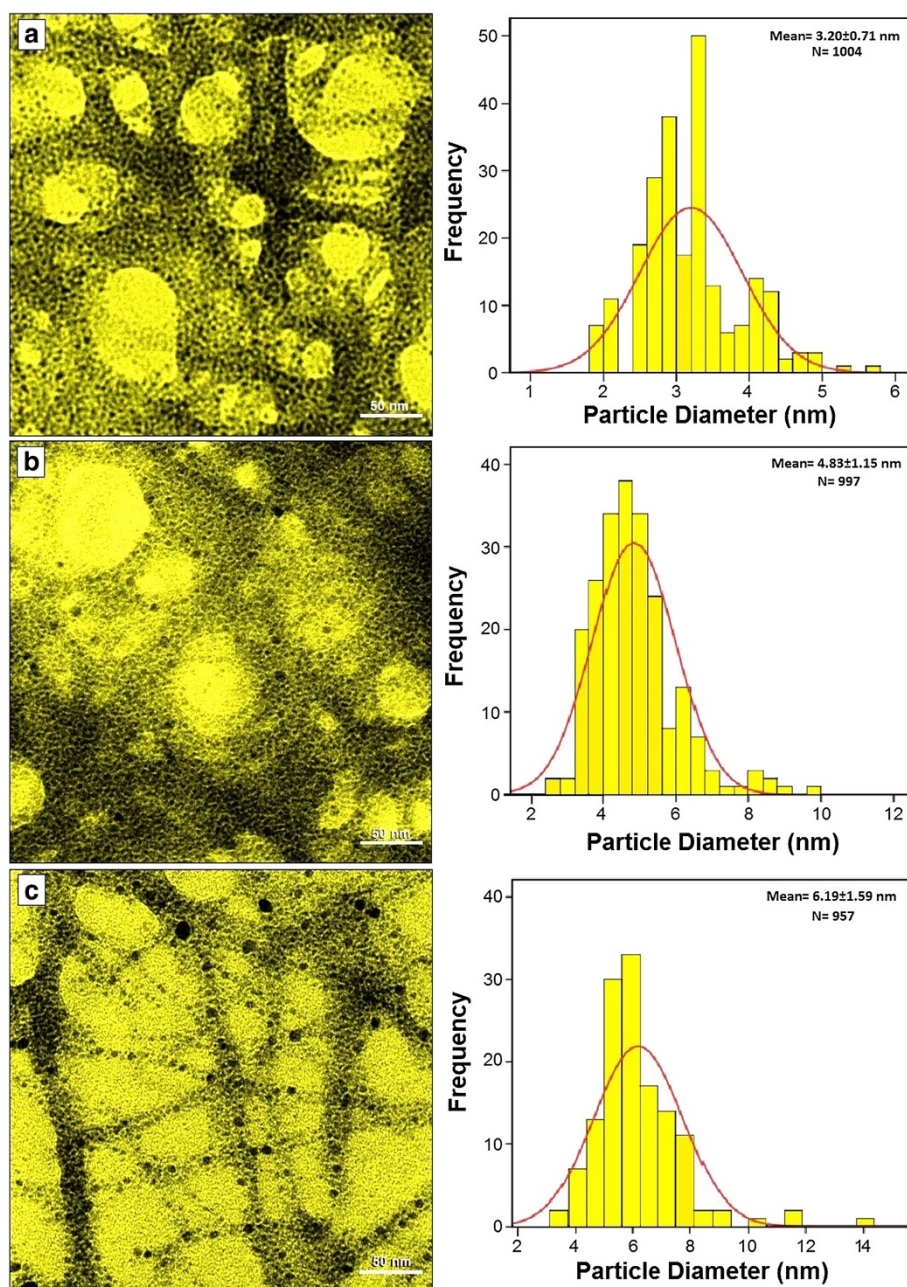 a
50 nm
Mean= 3.20±0.71 nm
N= 1004
Frequency
50
40
30
20
10
0
1 2 3 4 5 6
Particle Diameter (nm)
b
50 nm
Mean= 4.83±1.15 nm
N= 997
Frequency
40
30
20
10
0
2 4 6 8 10 12
Particle Diameter (nm)
c
50 nm
Mean= 6.19±1.59 nm
N= 957
Frequency
40
30
20
10
0
2 4 6 8 10 12 14
Particle Diameter (nm)